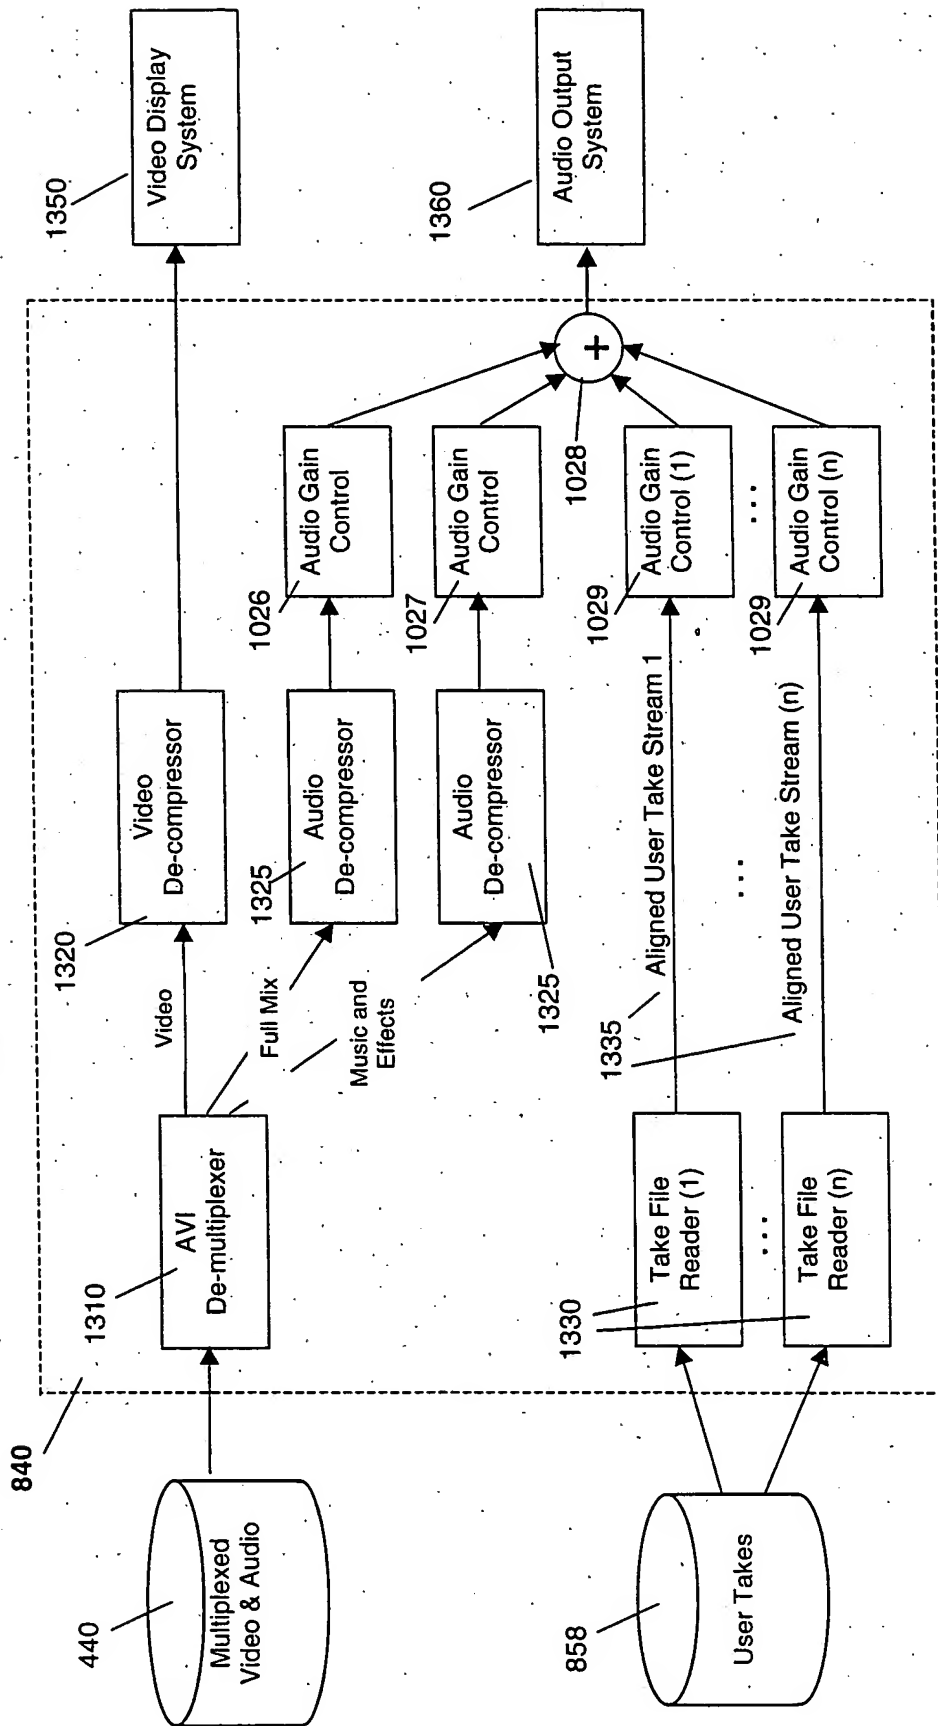 840
440
Multiplexed
Video & Audio
1310
AVI
De-multiplexer
Video
Full Mix
Music and
Effects
1320
Video
De-compressor
1325
Audio
De-compressor
Audio
De-compressor
1325
1026
Audio Gain
Control
1027
Audio Gain
Control
1350
Video Display
System
858
User Takes
1330
Take File
Reader (1)
...
Take File
Reader (n)
1335
Aligned User Take Stream 1
...
Aligned User Take Stream (n)
1029
Audio Gain
Control (1)
...
1029
Audio Gain
Control (n)
1028
+
1360
Audio Output
System